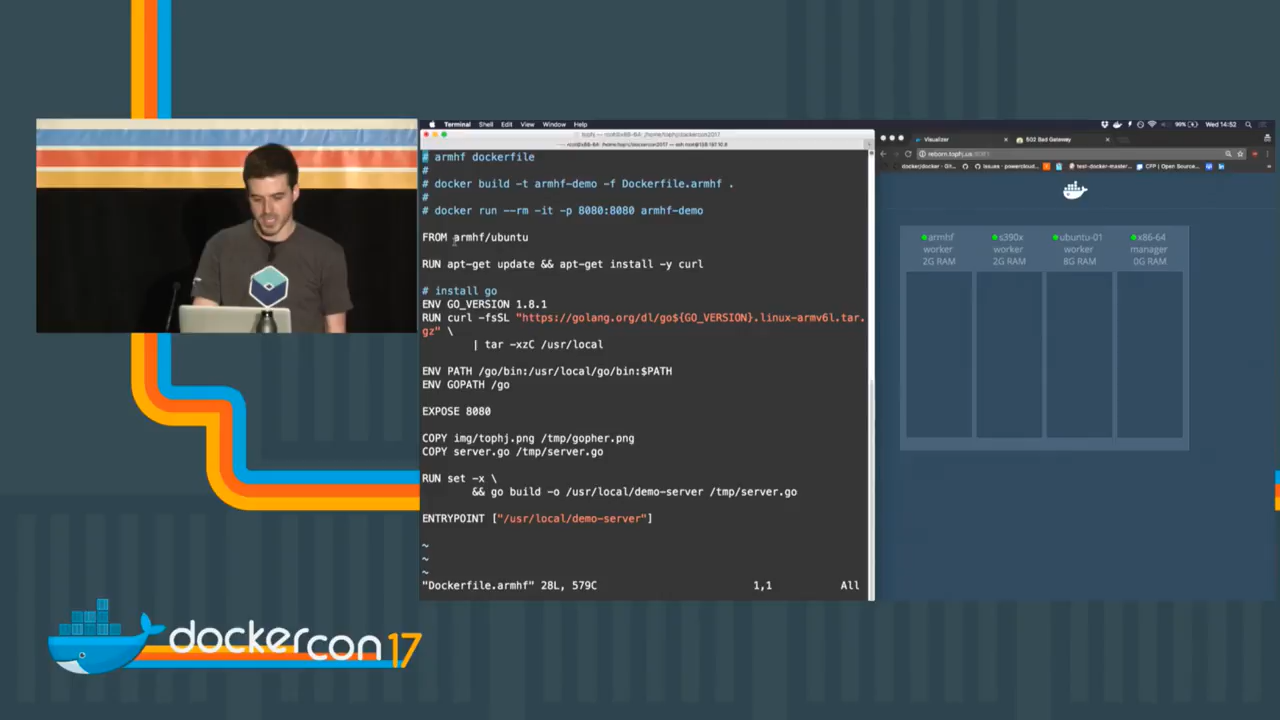 Terminal Shell Edit View Window Help
99% Wed 14:52
# armhf dockerfile
#
# docker build -t armhf-demo -f Dockerfile.armhf .
#
# docker run --rm -it -p 8080:8080 armhf-demo
FROM armhf/ubuntu
RUN apt-get update && apt-get install -y curl
# install go
ENV GO_VERSION 1.8.1
RUN curl -fsSL "https://golang.org/dl/go${GO_VERSION}.linux-armv6l.tar.
gz" \
| tar -xzC /usr/local
ENV PATH /go/bin:/usr/local/go/bin:$PATH
ENV GOPATH /go
EXPOSE 8080
COPY img/tophj.png /tmp/gopher.png
COPY server.go /tmp/server.go
RUN set -x \
&& go build -o /usr/local/demo-server /tmp/server.go
ENTRYPOINT ["/usr/local/demo-server"]
~
~
~
"Dockerfile.armhf" 28L, 579C 1,1 All
Visualizer 502 Bad Gateway
armhf s390x ubuntu-01 x86-64
worker worker worker manager
2G RAM 2G RAM 8G RAM 0G RAM
dockercon 17